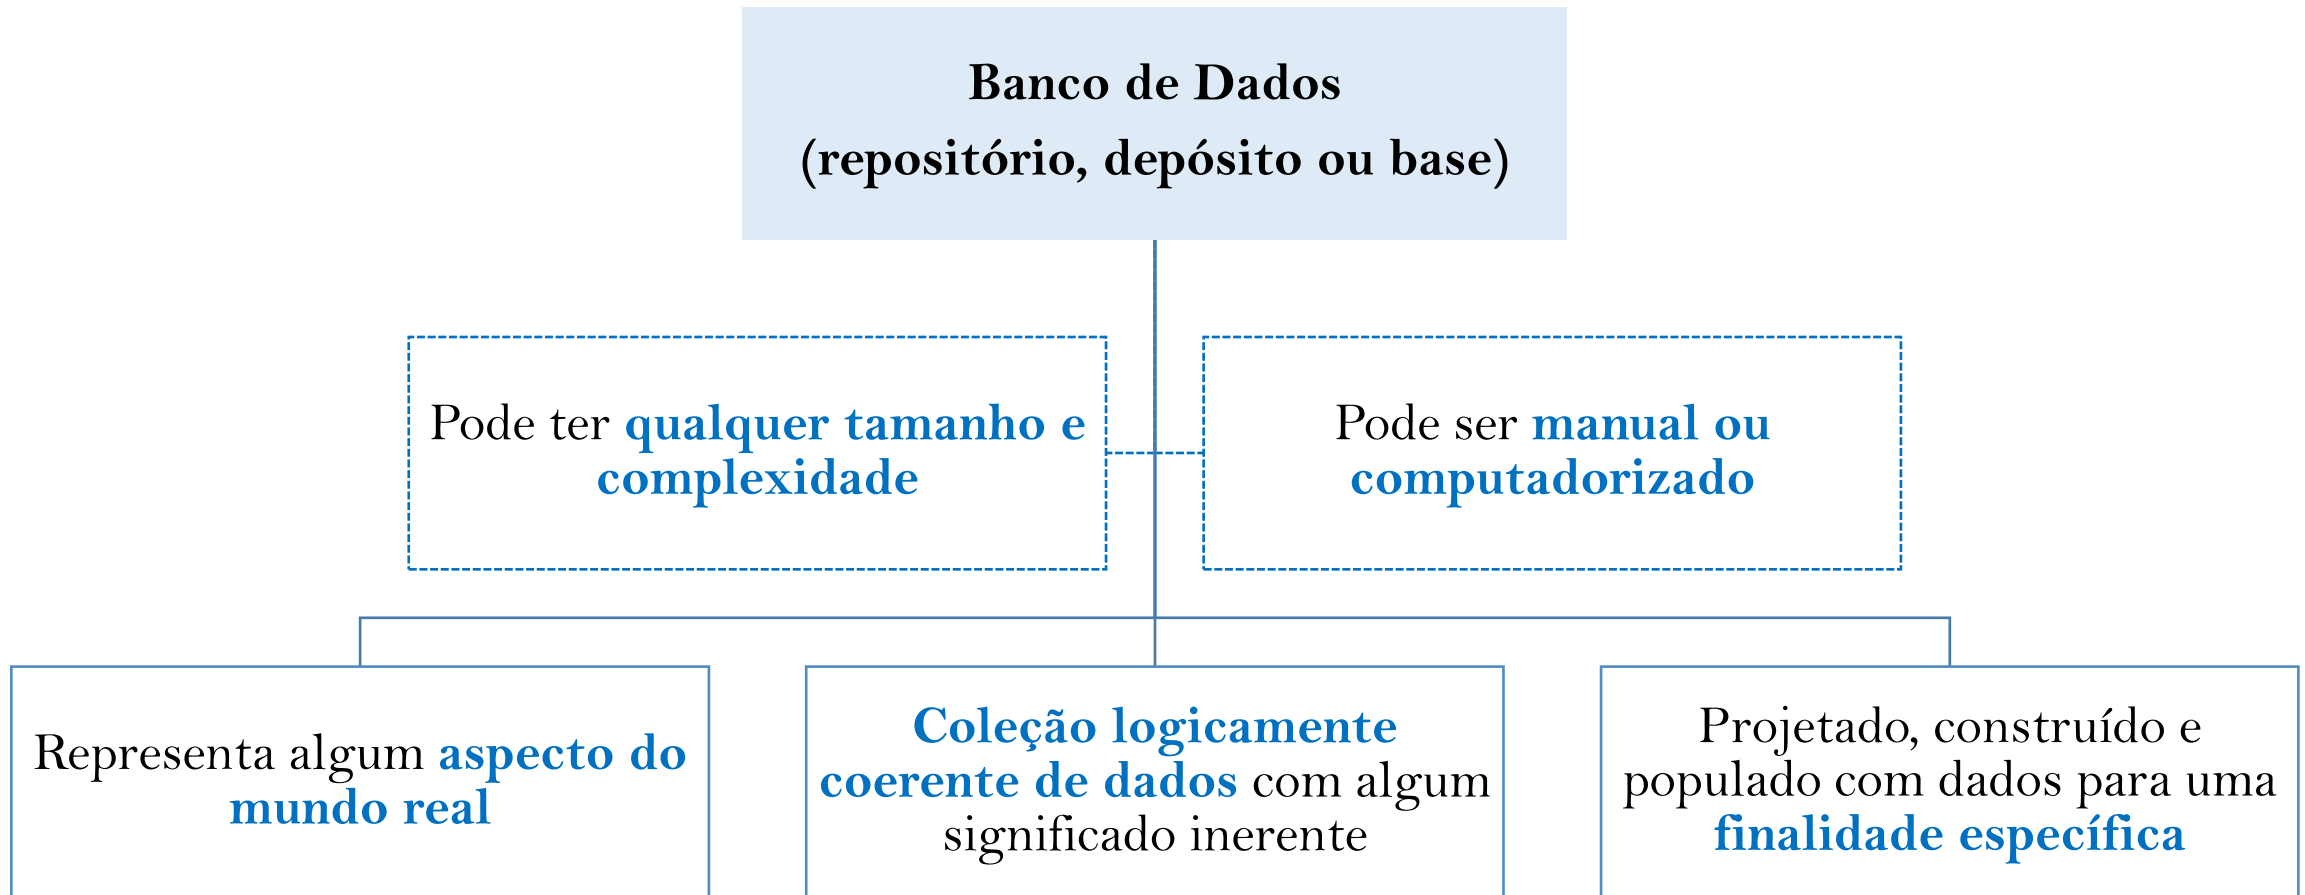 Banco de Dados
(repositório, depósito ou base)
Pode ter qualquer tamanho e
complexidade
Pode ser manual ou
computadorizado
Representa algum aspecto do
mundo real
Coleção logicamente
coerente de dados com algum
significado inerente
Projetado, construído e
populado com dados para uma
finalidade específica